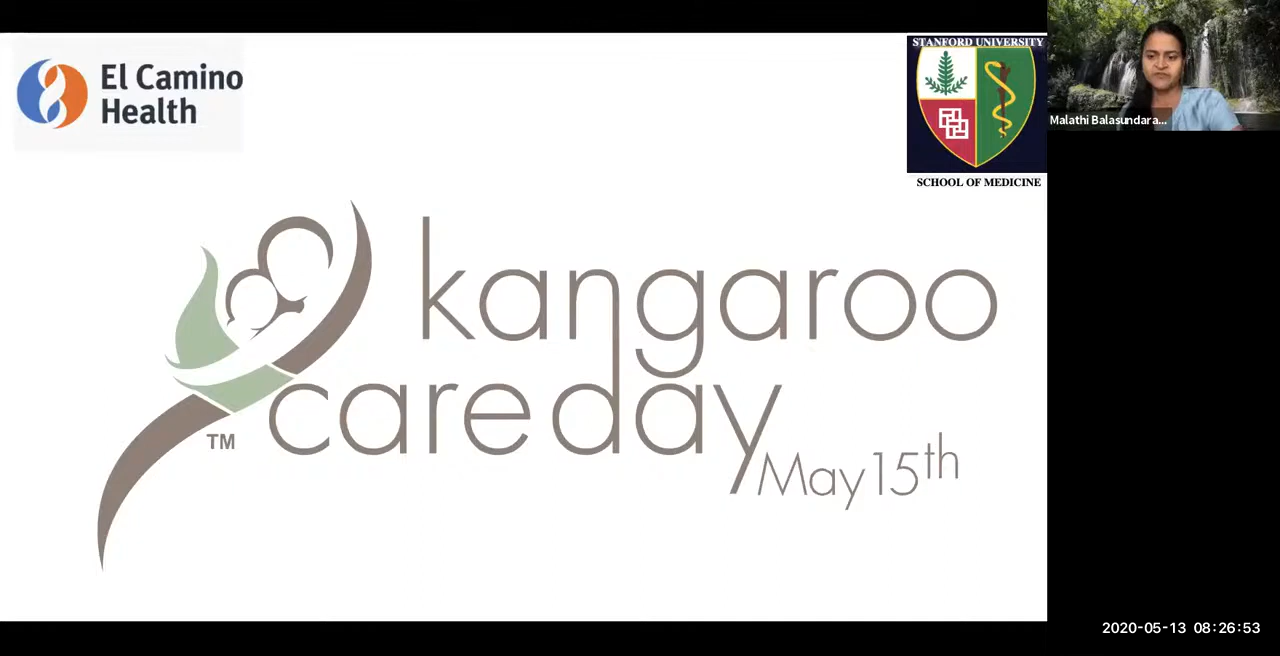 El Camino
Health
STANFORD UNIVERSITY
SCHOOL OF MEDICINE
Malathi Balasundara...
kangaroo
care day
TM
May 15th
2020-05-13 08:26:53